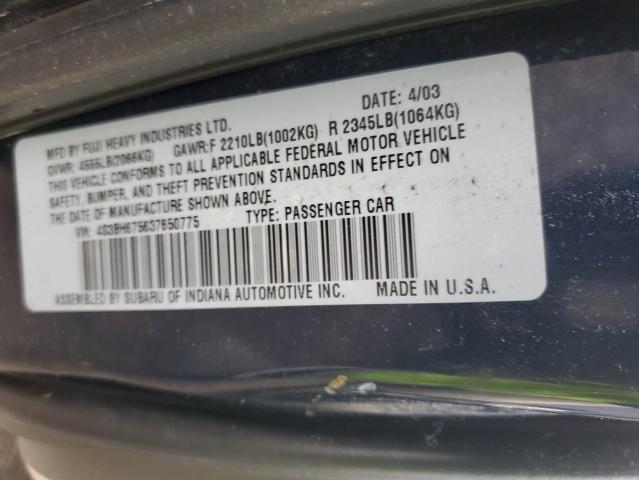 MFD BY FUJI HEAVY INDUSTRIES LTD. DATE: 4/03
GVWR: 4555LB(2066KG) GAWR:F 2210LB(1002KG) R 2345LB(1064KG)
THIS VEHICLE CONFORMS TO ALL APPLICABLE FEDERAL MOTOR VEHICLE
SAFETY, BUMPER, AND THEFT PREVENTION STANDARDS IN EFFECT ON
THE DATE OF MANUFACTURE SHOWN ABOVE.
VIN: 4S3BH675637650775 TYPE: PASSENGER CAR
ASSEMBLED BY SUBARU OF INDIANA AUTOMOTIVE INC. MADE IN U.S.A.